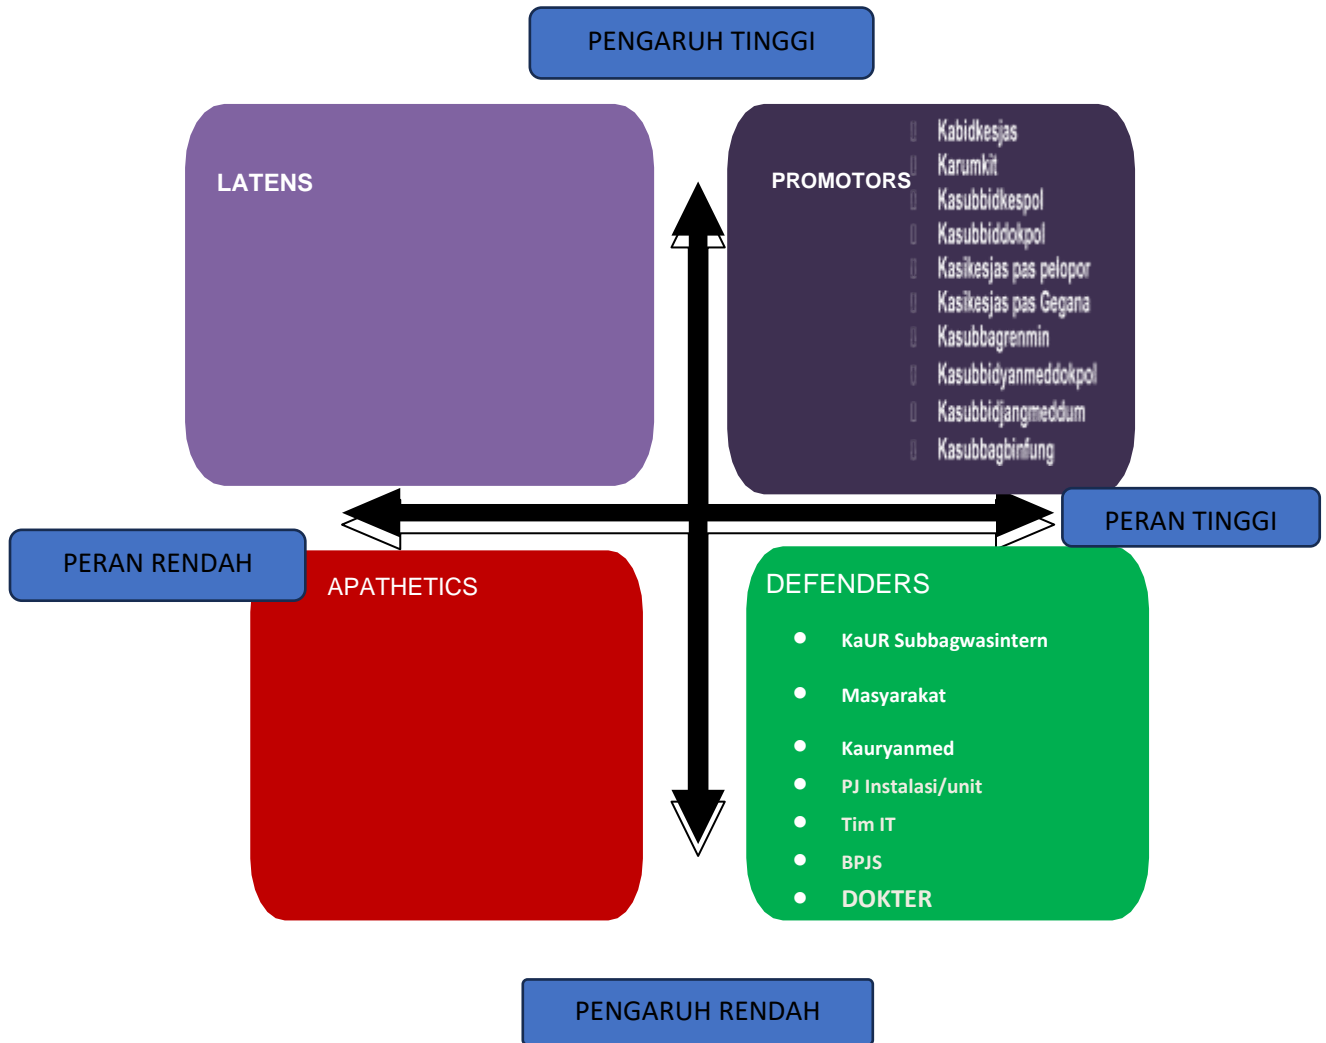 PENGARUH TINGGI
LATENS
PROMOTORS
Kabidkesjas
Karumkit
Kasubbidkespol
Kasubbiddokpol
Kasikesjas pas pelopor
Kasikesjas pas Gegana
Kasubbagrenmin
Kasubbidyanmeddokpol
Kasubbidjangmeddum
Kasubbagbinfung
PERAN RENDAH
PERAN TINGGI
APATHETICS
DEFENDERS
KaUR Subbagwasintern
Masyarakat
Kauryanmed
PJ Instalasi/unit
Tim IT
BPJS
DOKTER
PENGARUH RENDAH